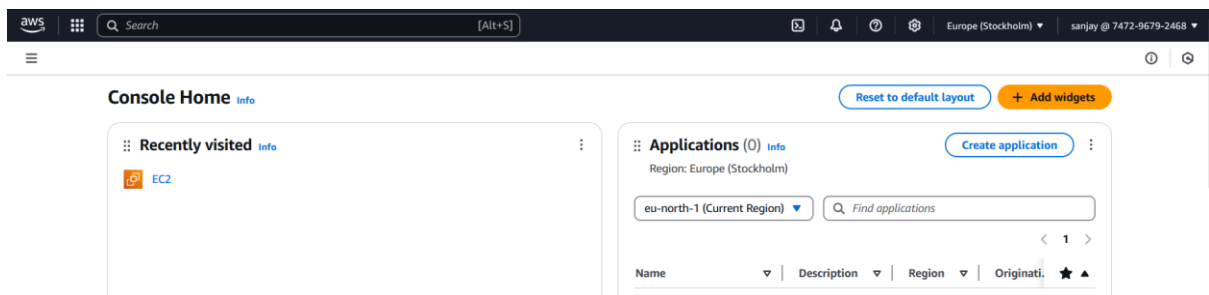 aws Search [Alt+S] Europe (Stockholm) sanjay @ 7472-9679-2468
Console Home Info
Reset to default layout + Add widgets
Recently visited Info
EC2
Applications (0) Info Create application
Region: Europe (Stockholm)
eu-north-1 (Current Region) Find applications
1
Name Description Region Originati.